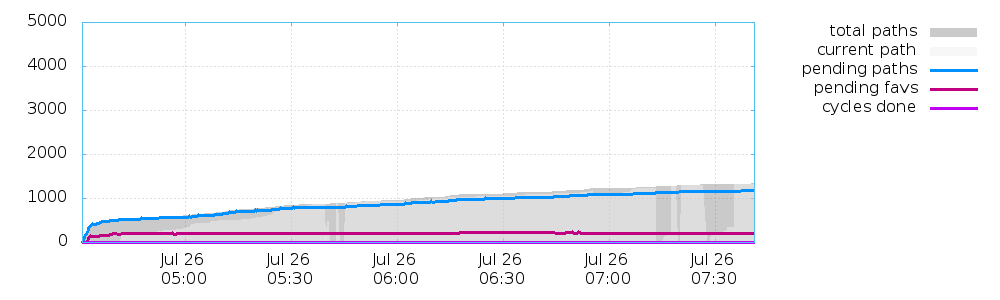 5000
4000
3000
2000
1000
0
Jul 26
05:00
Jul 26
05:30
Jul 26
06:00
Jul 26
06:30
Jul 26
07:00
Jul 26
07:30
total paths
current path
pending paths
pending favs
cycles done